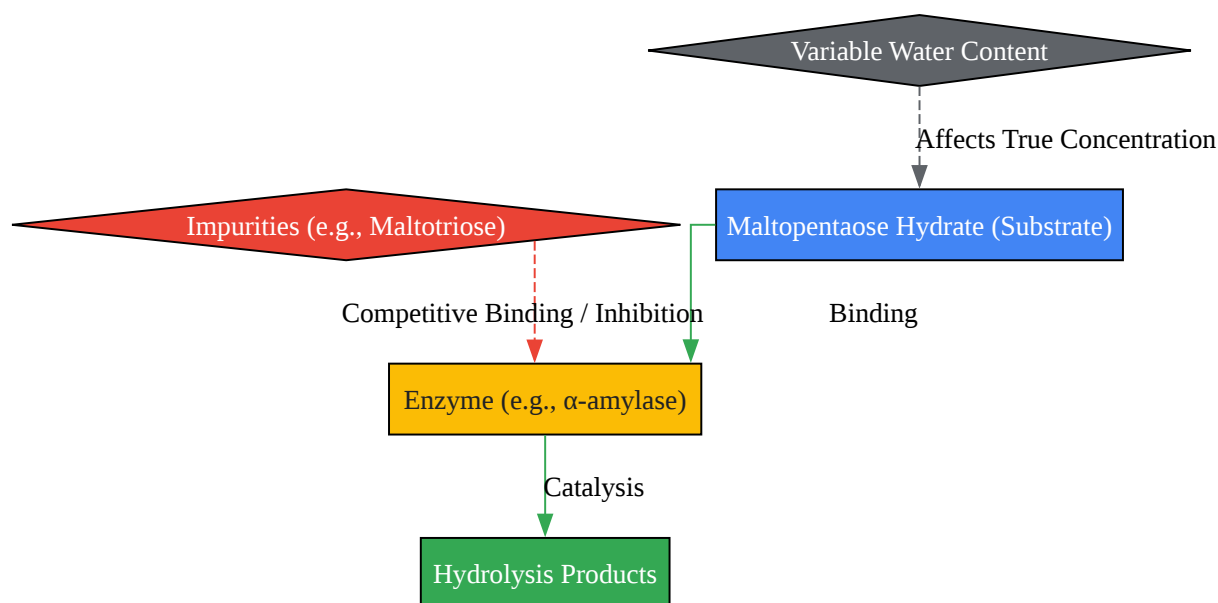 Variable Water Content
Affects True Concentration
Impurities (e.g., Maltotriose)
Maltopentaose Hydrate (Substrate)
Competitive Binding / Inhibition
Binding
Enzyme (e.g., α-amylase)
Catalysis
Hydrolysis Products